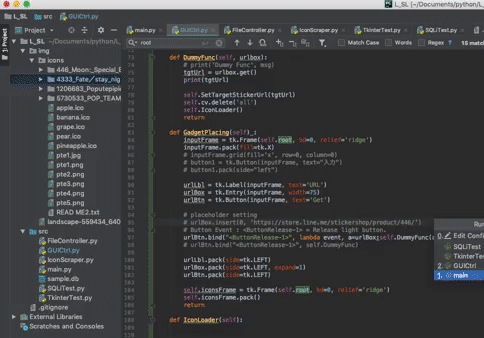 L_SL [~/Documents/python/L_
L_SL
src
GUICtrl.py
Project
main.py
GUICtrl.py
FileController.py
IconScraper.py
TkinterTest.py
SQLiTest.py
1: Project
L_SL ~/Documents/python/L_
root
Match Case
Words
Regex
img
icons
446_Moon:_Special_E
4333_Fate/stay_nig
1206683_Poputepipic
5730533_POP_TEAM
apple.ico
banana.ico
grape.ico
pear.ico
pineapple.ico
pte1.jpg
pte1.png
pte2.png
pte3.png
pte4.png
pte5.png
READ ME2.txt
landscape-559434_640
src
FileController.py
GUICtrl.py
IconScraper.py
main.py
sample.db
SQLiTest.py
TkinterTest.py
.gitignore
External Libraries
Scratches and Consoles
def DummyFunc(self, urlbox):
# print("Dummy Func", msg)
tgtUrl = urlbox.get()
print(tgtUrl)
self.SetTargetStickerUrl(tgtUrl)
self.cv.delete('all')
self.IconLoader()
return
def GadgetPlacing(self) :
inputFrame = tk.Frame(self.root, bd=0, relief='ridge')
inputFrame.pack(fill=tk.X)
# inputFrame.grid(fill='x', row=0, column=0)
# button1 = tk.Button(inputFrame, text="入力")
# button1.pack(side="left")
urlLbl = tk.Label(inputFrame, text='URL')
urlBox = tk.Entry(inputFrame, width=75)
urlBtn = tk.Button(inputFrame, text='Get')
# placeholder setting
# urlBox.insert(0, 'https://store.line.me/stickershop/product/446/')
# Button Event : <ButtonRelease-1> = Release light button.
urlBtn.bind("<ButtonRelease-1>", lambda event, a=urlBox:self.DummyFunc(a
# urlBtn.bind("<ButtonRelease-1>", self.DummyFunc)
urlLbl.pack(side=tk.LEFT)
urlBox.pack(side=tk.LEFT, expand=1)
urlBtn.pack(side=tk.LEFT)
self.iconsFrame = tk.Frame(self.root, bd=0, relief='ridge')
self.iconsFrame.pack()
return
def IconLoader(self):
Run
0. Edit Confi
SQLiTest
TkinterTest
2. GUICtrl
1. main